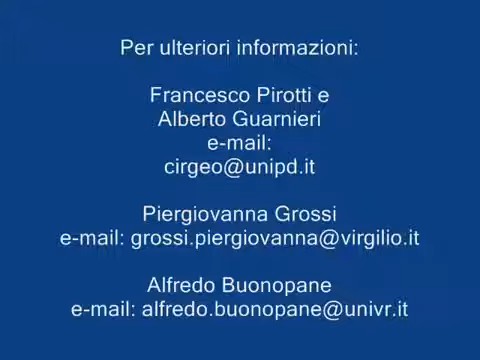 Per ulteriori informazioni:
Francesco Pirotti e
Alberto Guarnieri
e-mail:
cirgeo@unipd.it
Piergiovanna Grossi
e-mail: grossi.piergiovanna@virgilio.it
Alfredo Buonopane
e-mail: alfredo.buonopane@univr.it